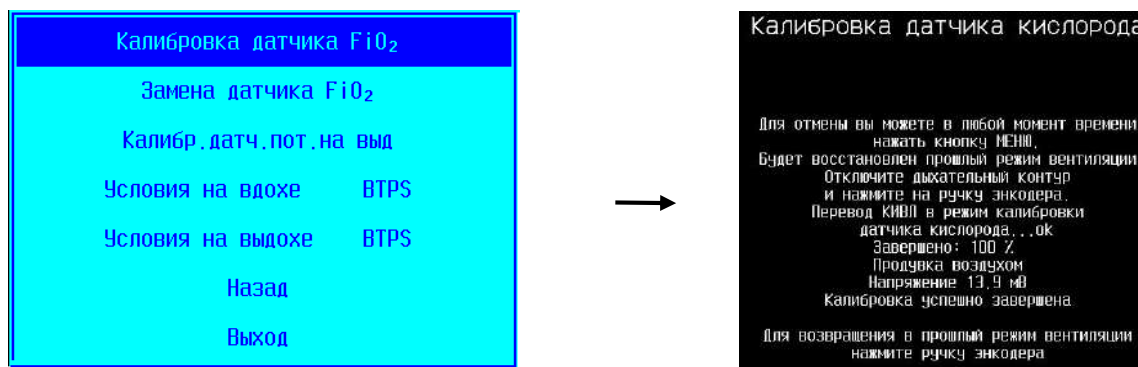 Калибровка датчика FiO₂
Замена датчика FiO₂
Калибр.датч.пот.на выд
Условия на вдохе BTPS
Условия на выдохе BTPS
Назад
Выход
Калибровка датчика кислорода
Для отмены вы можете в любой момент времени
нажать кнопку МЕНЮ.
Будет восстановлен прошлый режим вентиляции
Отключите дыхательный контур
и нажмите на ручку энкодера.
Перевод КИВЛ в режим калибровки
датчика кислорода...ok
Завершено: 100 %
Продувка воздухом
Напряжение 13.9 мВ
Калибровка успешно завершена
Для возвращения в прошлый режим вентиляции
нажмите ручку энкодера